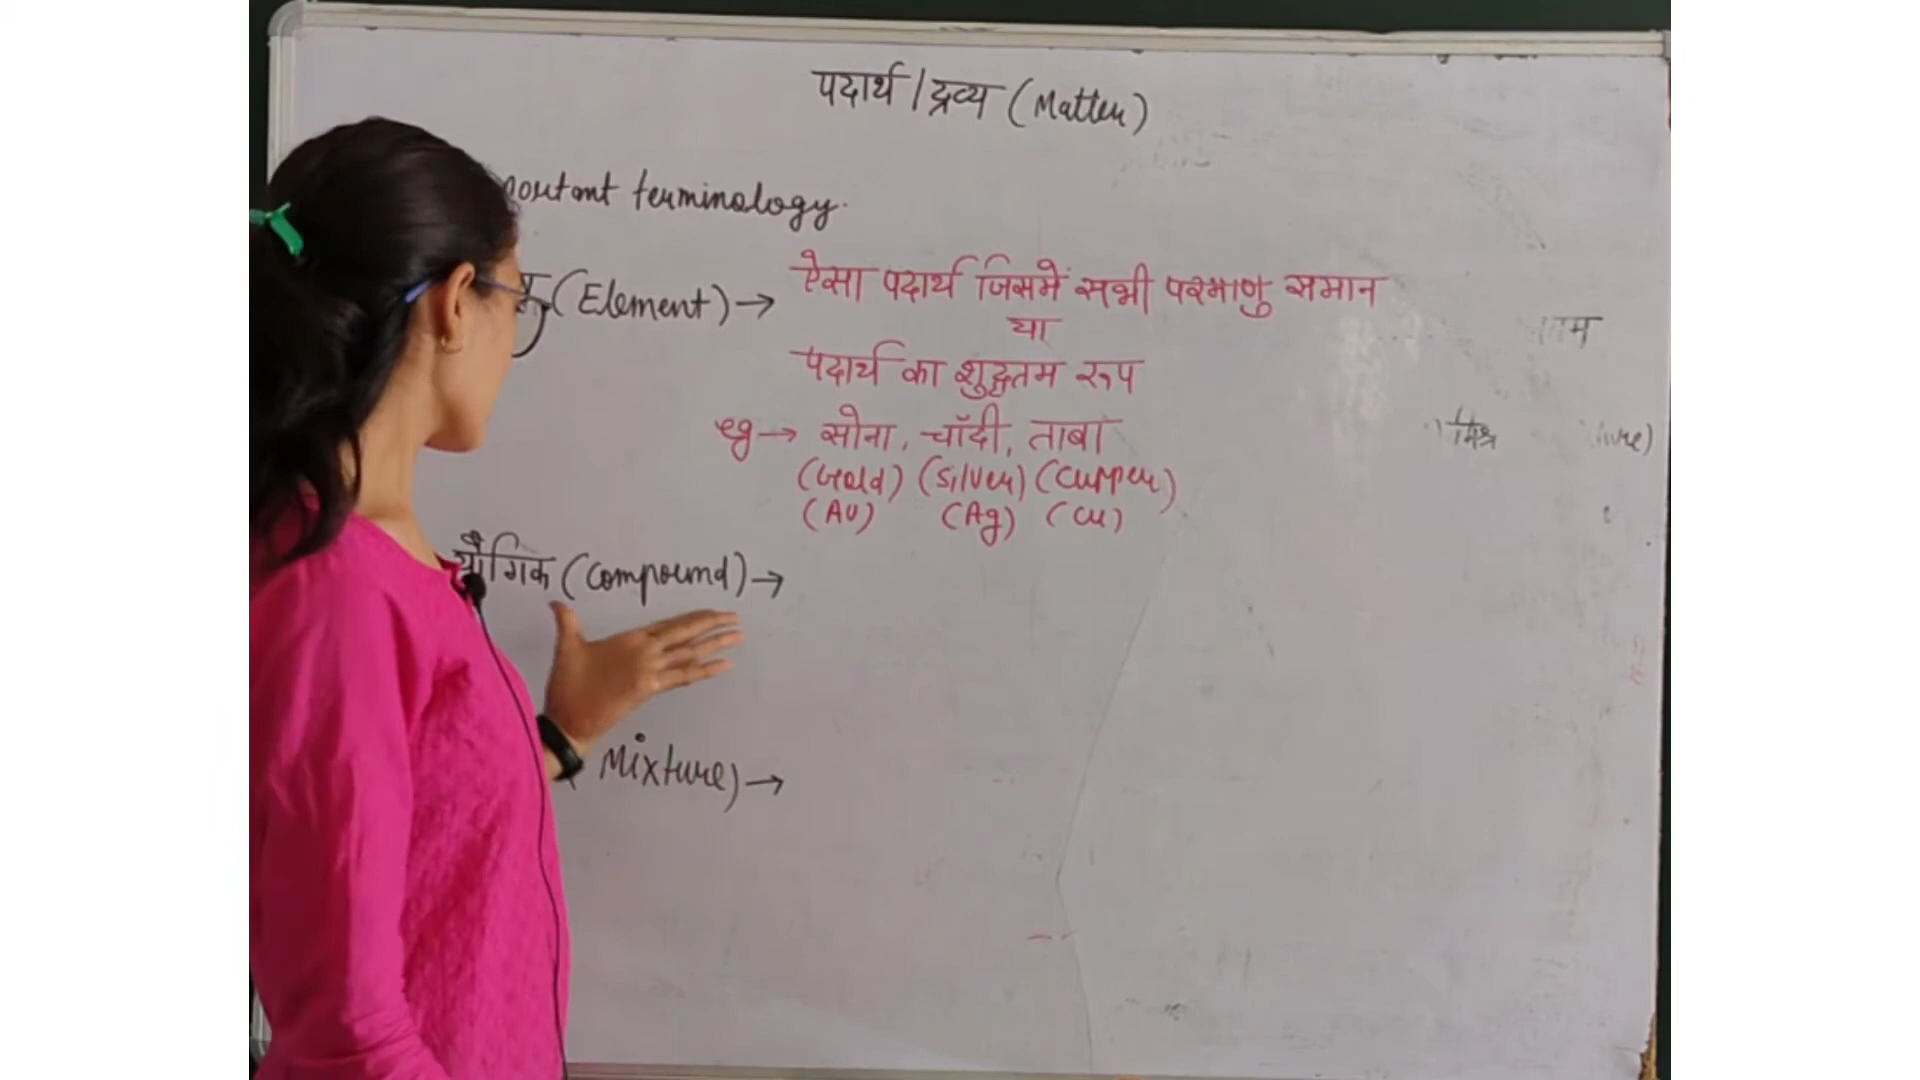 पदार्थ / द्रव्य (Matter)
terminology.
(Element) → ऐसा पदार्थ जिसमें सभी परमाणु समान
या
पदार्थ का शुद्धतम रूप
eg → सोना, चाँदी, ताबा
(Gold) (Silver) (Cupper)
(Au) (Ag) (Cu)
यौगिक (Compound) →
Mixture) →